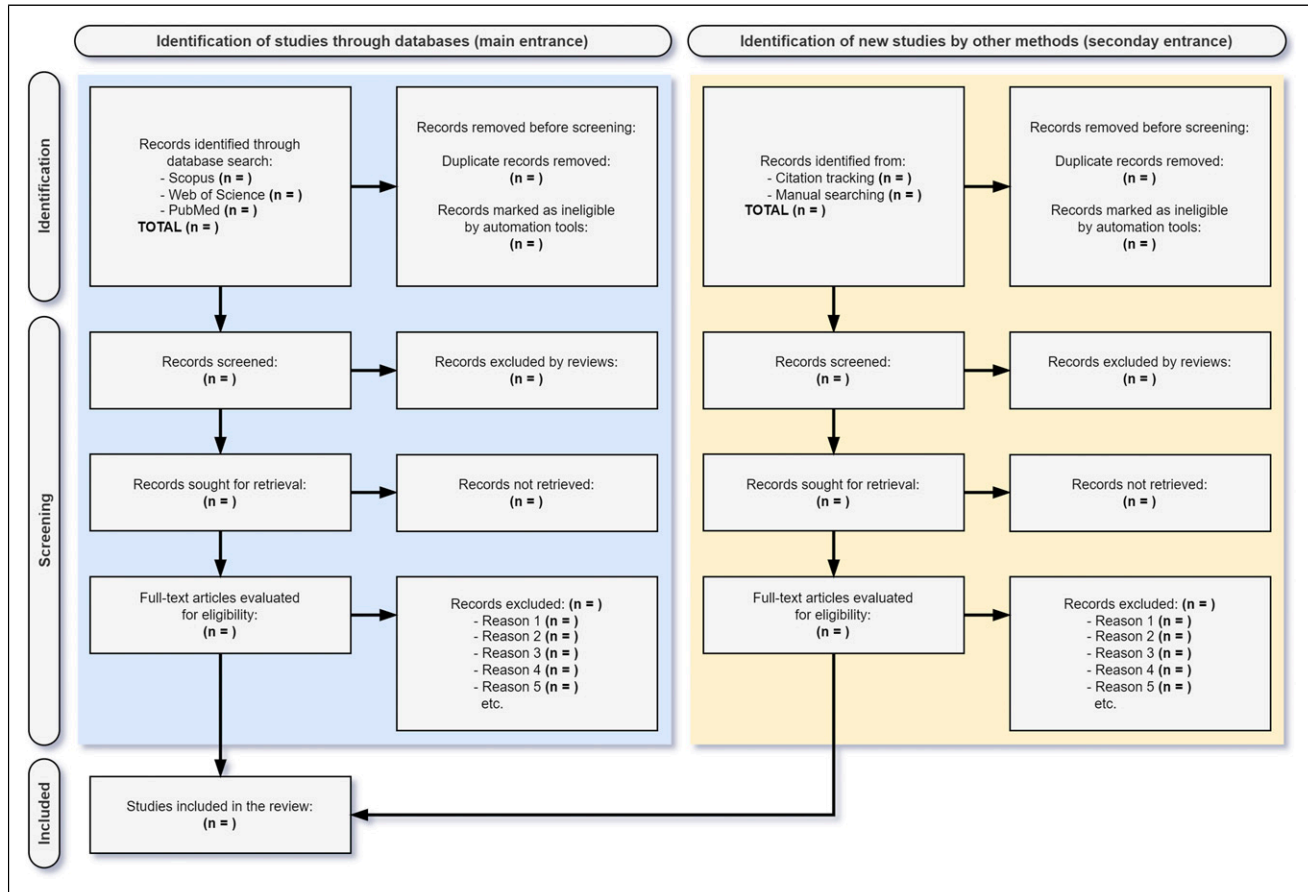 Identification of studies through databases (main entrance)
Identification of new studies by other methods (seconday entrance)
Identification
Records identified through
database search:
- Scopus (n = )
- Web of Science (n = )
- PubMed (n = )
TOTAL (n = )
Records removed before screening:
Duplicate records removed:
(n = )
Records marked as ineligible
by automation tools:
(n = )
Records identified from:
- Citation tracking (n = )
- Manual searching (n = )
TOTAL (n = )
Records removed before screening:
Duplicate records removed:
(n = )
Records marked as ineligible
by automation tools:
(n = )
Screening
Records screened:
(n = )
Records excluded by reviews:
(n = )
Records screened:
(n = )
Records excluded by reviews:
(n = )
Records sought for retrieval:
(n = )
Records not retrieved:
(n = )
Records sought for retrieval:
(n = )
Records not retrieved:
(n = )
Full-text articles evaluated
for eligibility:
(n = )
Records excluded: (n = )
- Reason 1 (n = )
- Reason 2 (n = )
- Reason 3 (n = )
- Reason 4 (n = )
- Reason 5 (n = )
etc.
Full-text articles evaluated
for eligibility:
(n = )
Records excluded: (n = )
- Reason 1 (n = )
- Reason 2 (n = )
- Reason 3 (n = )
- Reason 4 (n = )
- Reason 5 (n = )
etc.
Included
Studies included in the review:
(n = )